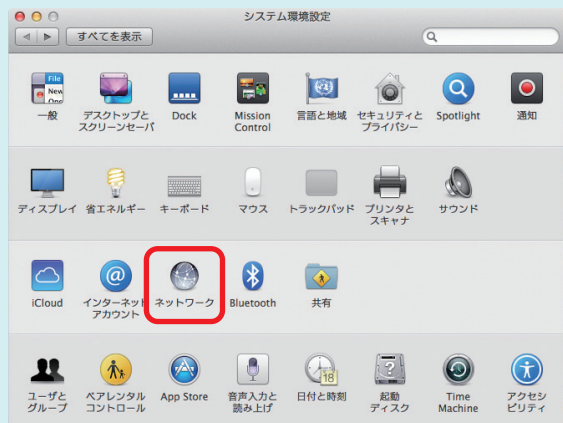 システム環境設定
すべてを表示
File
New
One
一般
デスクトップと
スクリーンセーバ
Dock
Mission
Control
言語と地域
セキュリティと
プライバシー
Spotlight
通知
ディスプレイ
省エネルギー
キーボード
マウス
トラックパッド
プリンタと
スキャナ
サウンド
iCloud
インターネット
アカウント
ネットワーク
Bluetooth
共有
ユーザと
グループ
ペアレンタル
コントロール
App Store
音声入力と
読み上げ
18
日付と時刻
起動
ディスク
Time
Machine
アクセシ
ビリティ